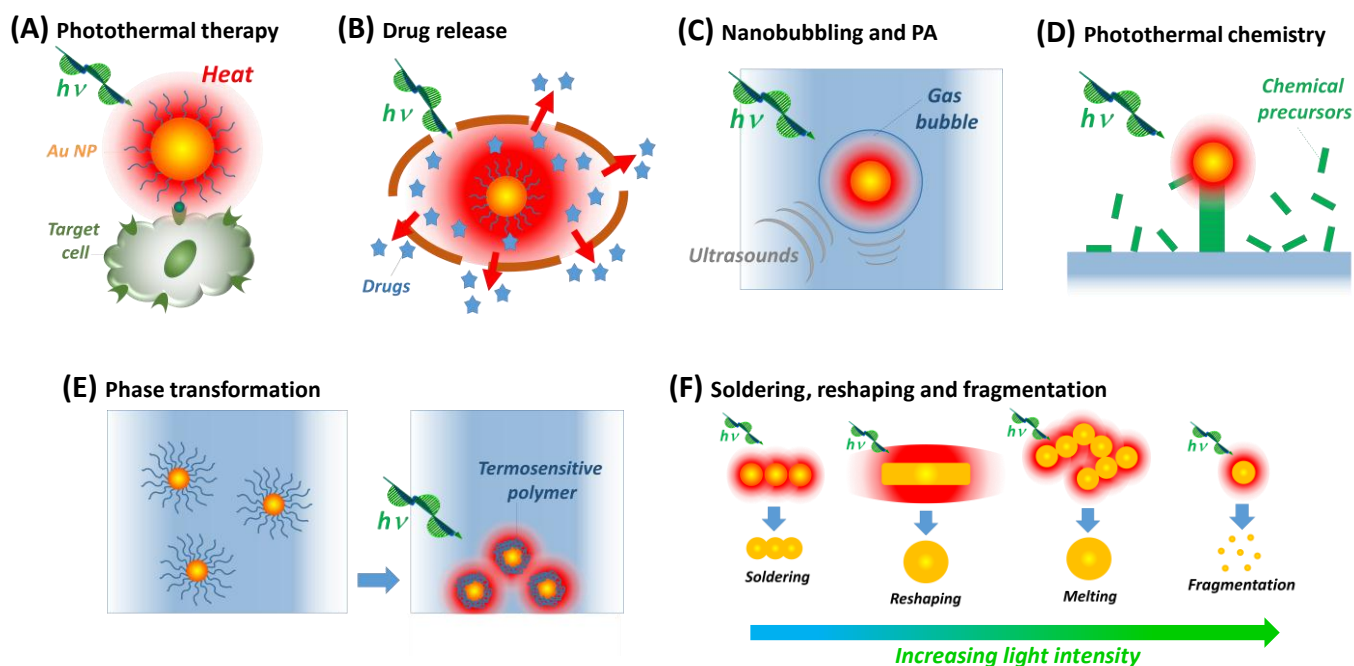 (A) Photothermal therapy
hν
Heat
Au NP
Target
cell
(B) Drug release
hν
Drugs
(C) Nanobubbling and PA
hν
Gas
bubble
Ultrasounds
(D) Photothermal chemistry
hν
Chemical
precursors
(E) Phase transformation
hν
Termosensitive
polymer
(F) Soldering, reshaping and fragmentation
hν
hν
hν
hν
Soldering
Reshaping
Melting
Fragmentation
Increasing light intensity